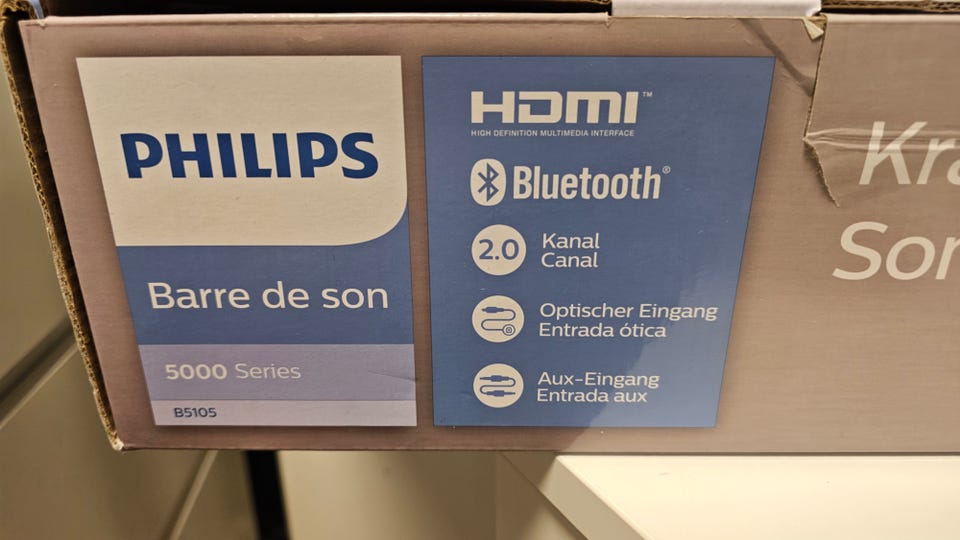 PHILIPS
Barre de son
5000 Series
B5105
HDMI™
HIGH DEFINITION MULTIMEDIA INTERFACE
Bluetooth®
2.0
Kanal
Canal
Optischer Eingang
Entrada ótica
Aux-Eingang
Entrada aux